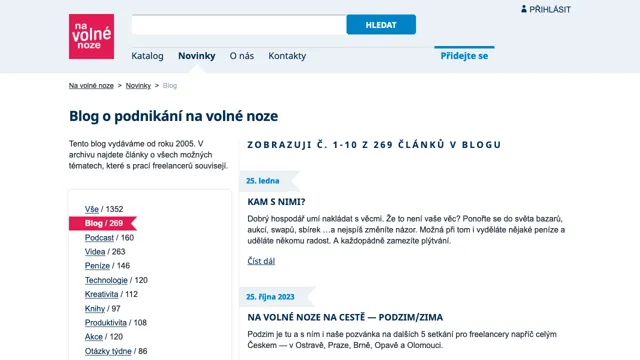 PŘIHLÁSIT
na
volné
noze
HLEDAT
Katalog
Novinky
O nás
Kontakty
Přidejte se
Na volné noze > Novinky > Blog
Blog o podnikání na volné noze
Tento blog vydáváme od roku 2005. V
archivu najdete články o všech možných
tématech, které s prací freelancerů souvisejí.
Vše / 1352
Blog / 269
Podcast / 160
Videa / 263
Peníze / 146
Technologie / 120
Kreativita / 112
Knihy / 97
Produktivita / 108
Akce / 120
Otázky týdne / 86
ZOBRAZUJI Č. 1-10 Z 269 ČLÁNKŮ V BLOGU
25. ledna
KAM S NIMI?
Dobrý hospodář umí nakládat s věcmi. Že to není vaše věc? Ponořte se do světa bazarů,
aukcí, swapů, sbírek …a nejspíš změníte názor. Možná při tom i vyděláte nějaké peníze a
uděláte někomu radost. A každopádně zamezíte plýtvání.
Číst dál
25. října 2023
NA VOLNÉ NOZE NA CESTĚ — PODZIM/ZIMA
Podzim je tu a s ním i naše pozvánka na dalších 5 setkání pro freelancery napříč celým
Českem — v Ostravě, Praze, Brně, Opavě a Olomouci.